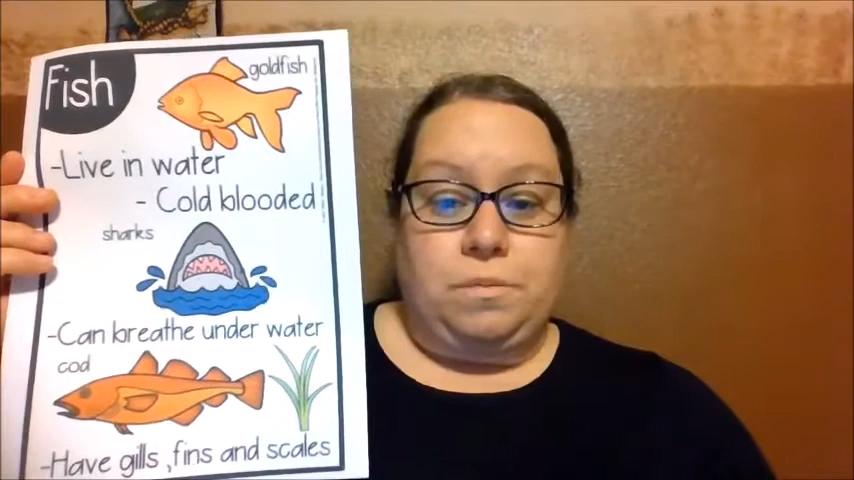 Fish
goldfish
-Live in water
- Cold blooded
sharks
-Can breathe under water
cod
-Have gills ,fins and scales